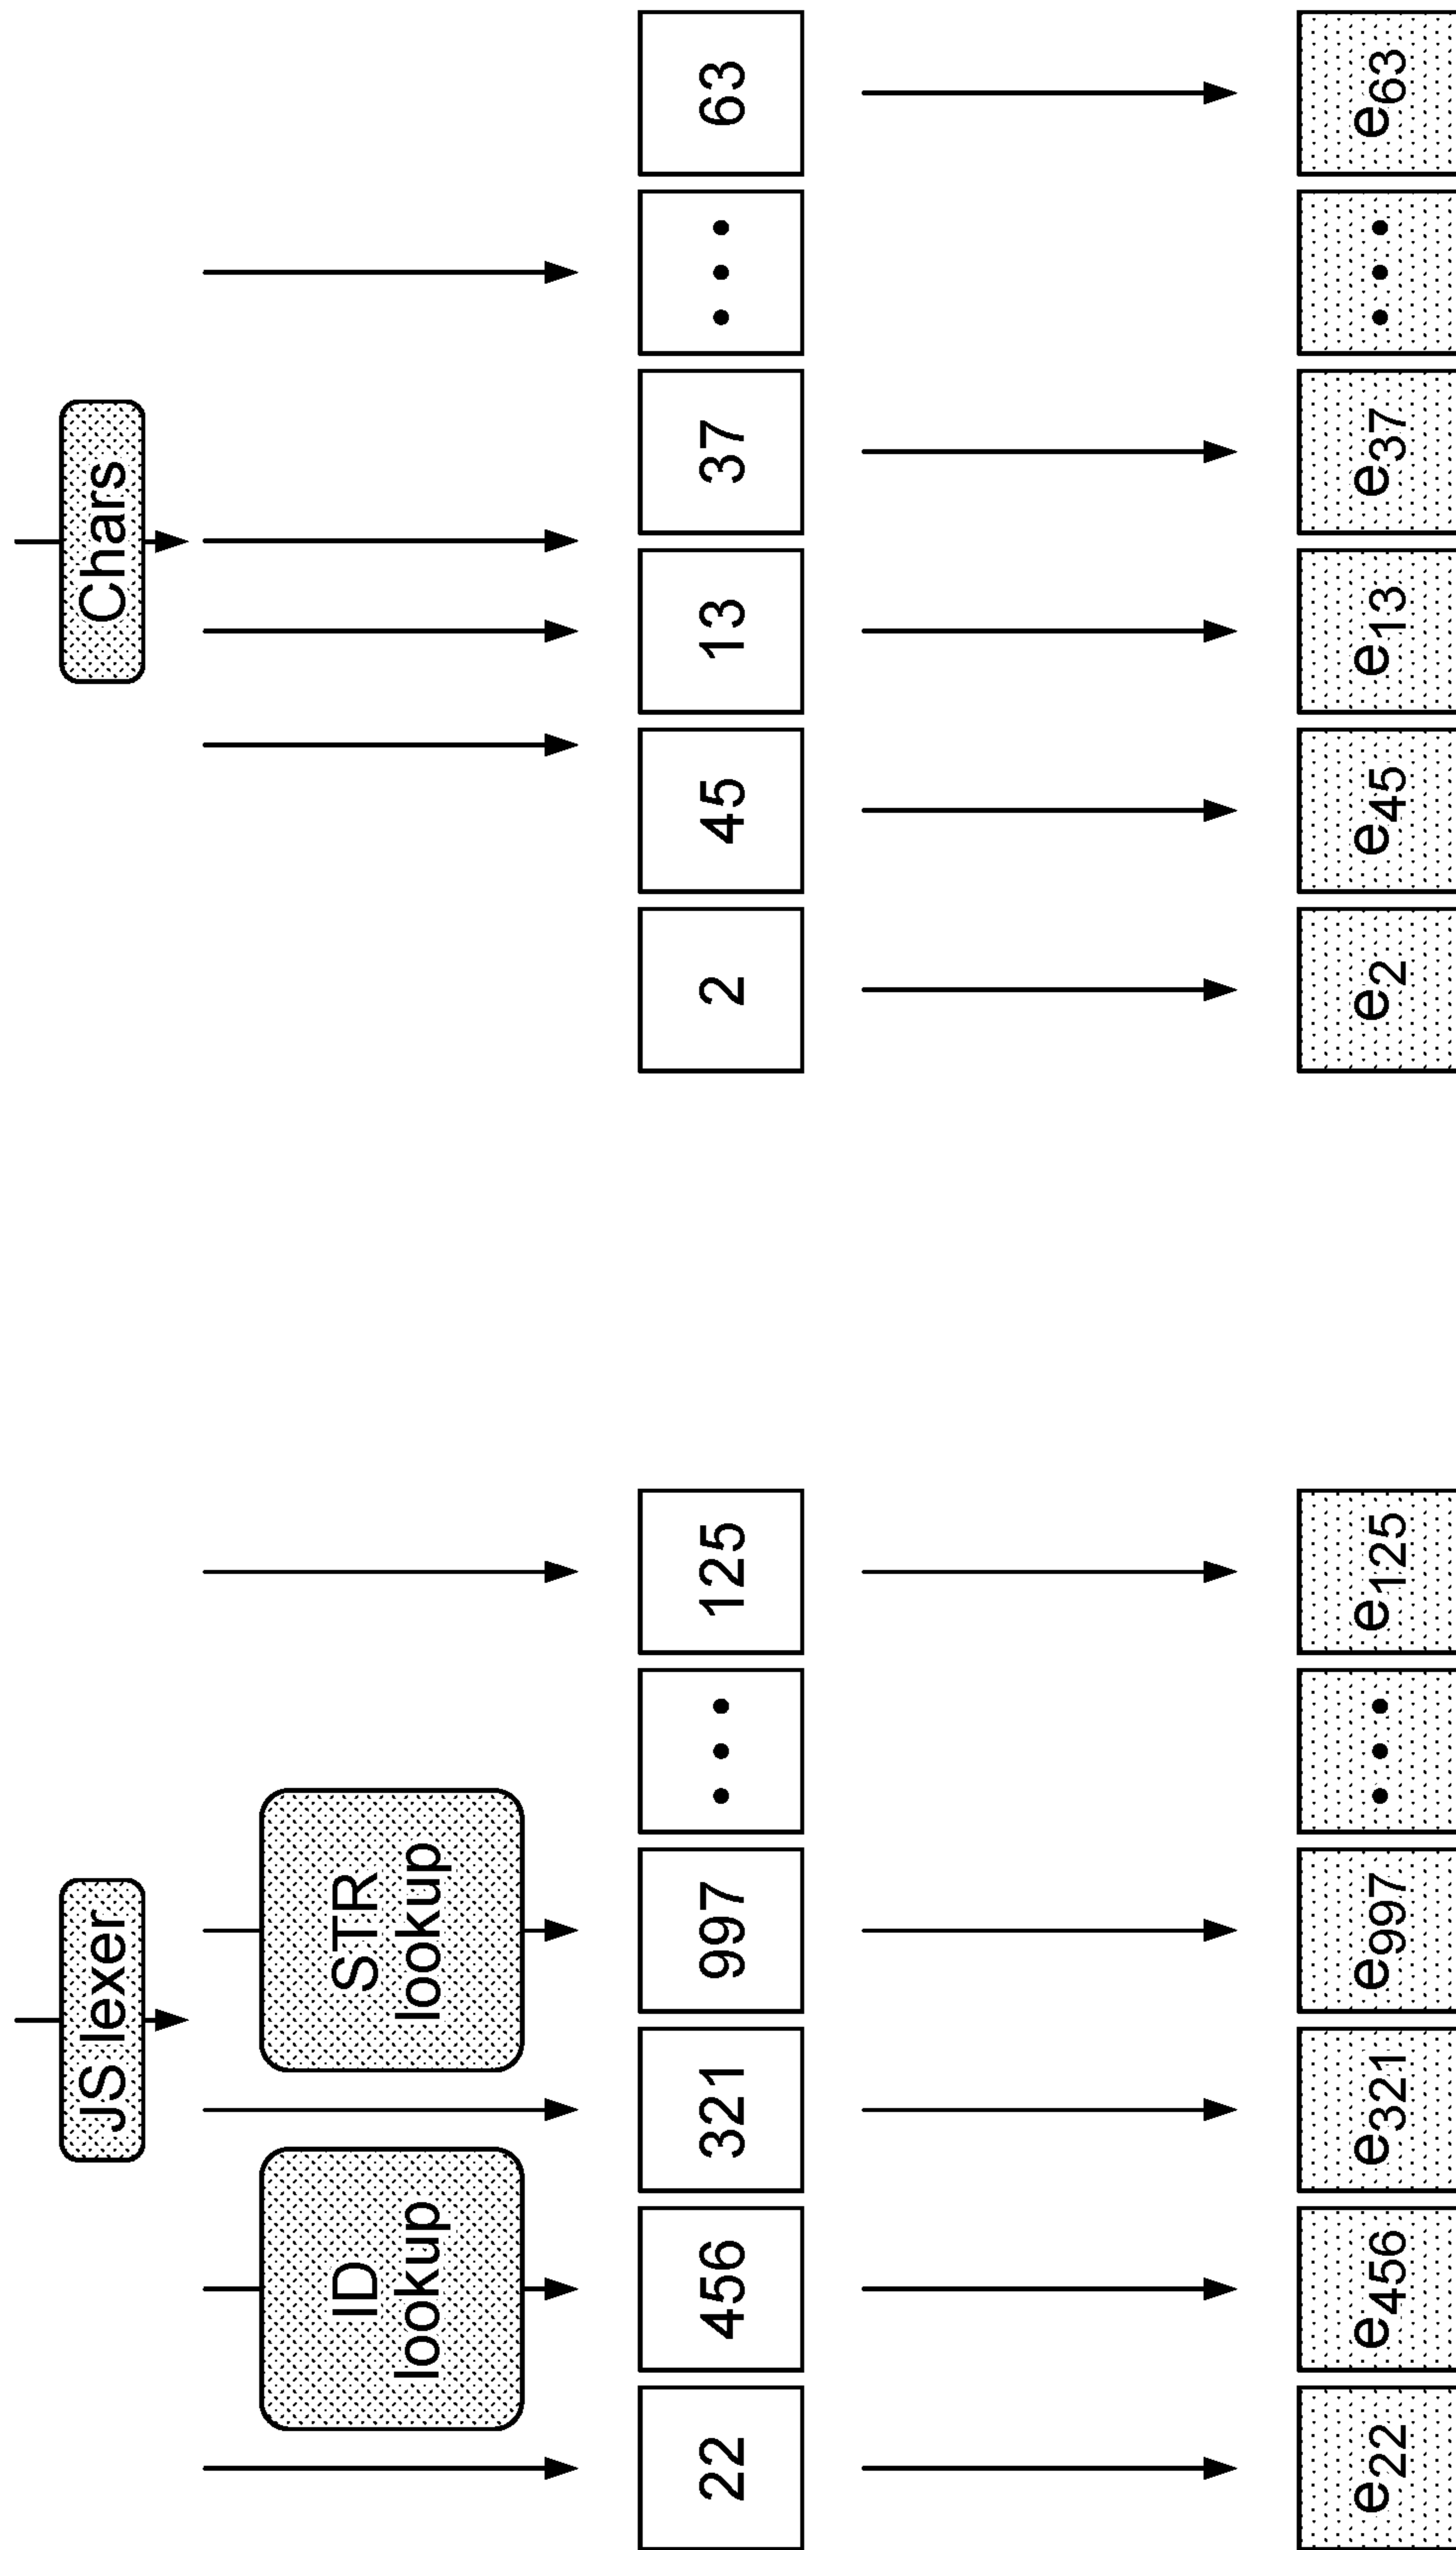 JS lexer
Chars
ID
lookup
STR
lookup
22
456
321
997
• • •
125
2
45
13
37
• • •
63
e22
e456
e321
e997
• • •
e125
e2
e45
e13
e37
• • •
e63